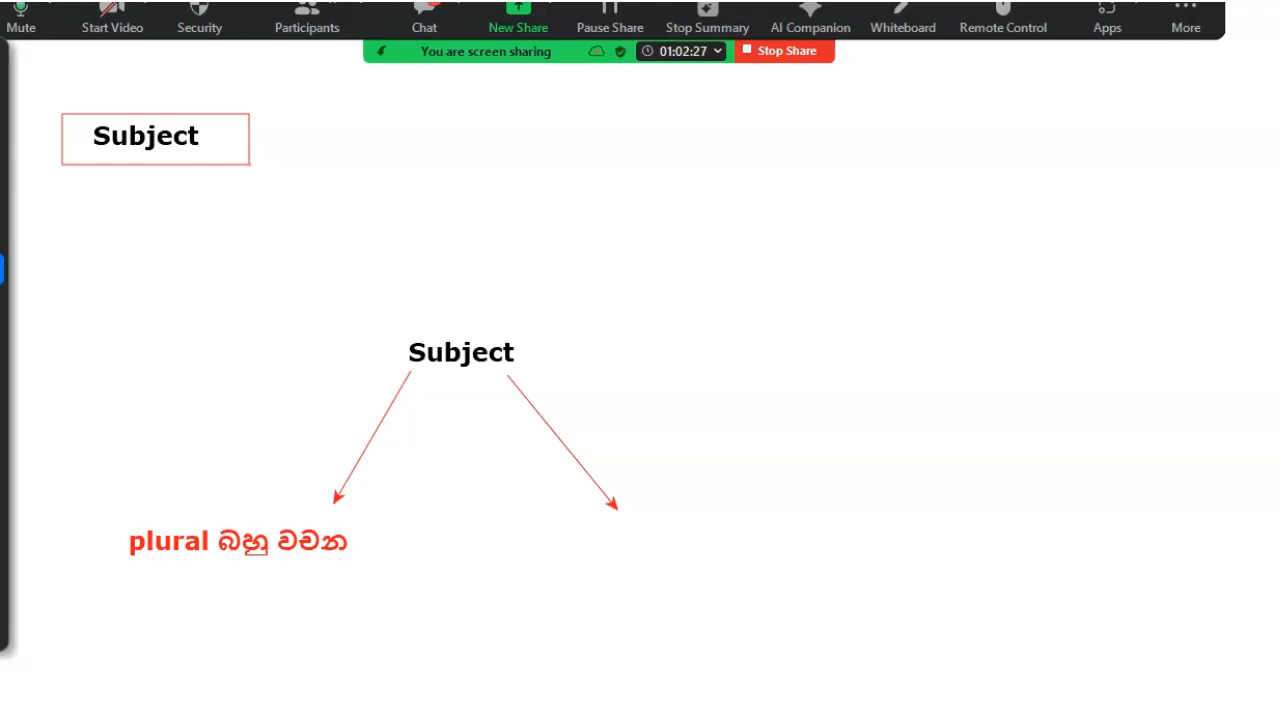 Mute Start Video Security Participants Chat New Share Pause Share Stop Summary AI Companion Whiteboard Remote Control Apps More
You are screen sharing 01:02:27 Stop Share
Subject
Subject
plural බහු වචන